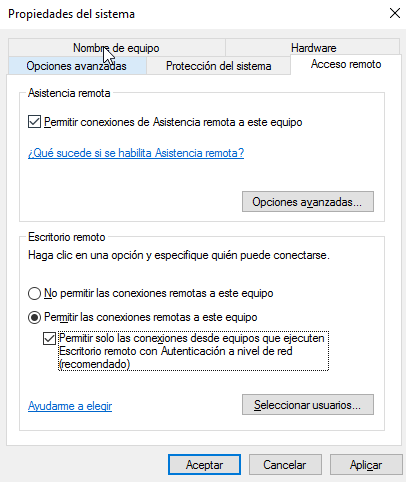 Propiedades del sistema
Nombre de equipo
Hardware
Opciones avanzadas
Protección del sistema
Acceso remoto
Asistencia remota
Permitir conexiones de Asistencia remota a este equipo
¿Qué sucede si se habilita Asistencia remota?
Opciones avanzadas...
Escritorio remoto
Haga clic en una opción y especifique quién puede conectarse.
No permitir las conexiones remotas a este equipo
Permitir las conexiones remotas a este equipo
Permitir solo las conexiones desde equipos que ejecuten
Escritorio remoto con Autenticación a nivel de red
(recomendado)
Ayudarme a elegir
Seleccionar usuarios...
Aceptar
Cancelar
Aplicar